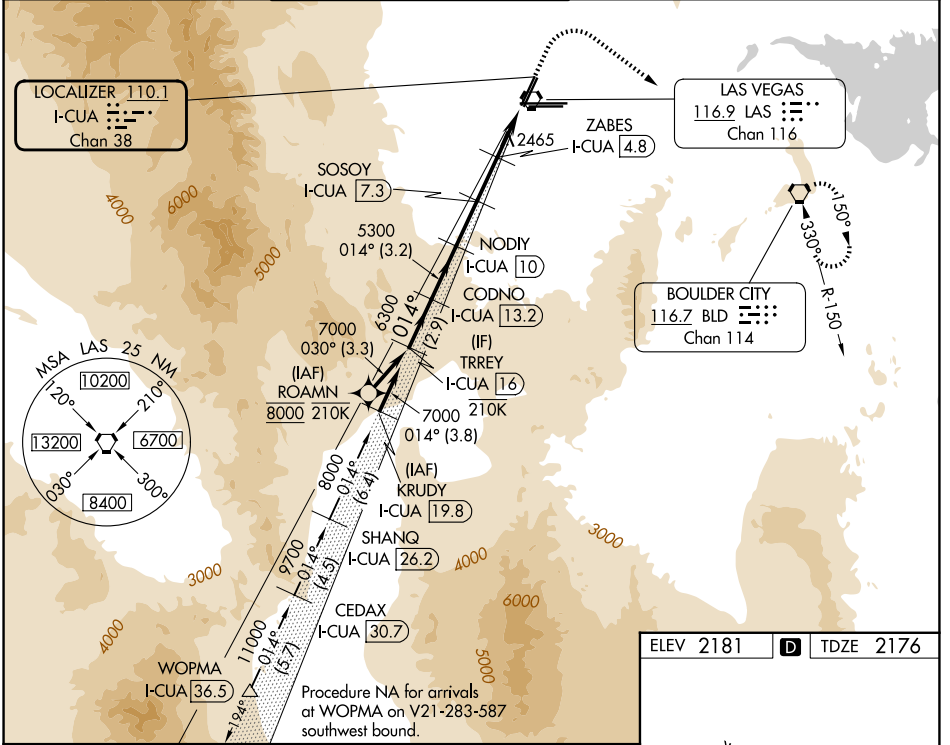 LOCALIZER 110.1
I-CUA
Chan 38
LAS VEGAS
116.9 LAS
Chan 116
ZABES
I-CUA 4.8
2465
SOSOY
I-CUA 7.3
4000
6000
5000
5300
014° (3.2)
NODIY
I-CUA 10
150°
330°
R-150
BOULDER CITY
116.7 BLD
Chan 114
6300
014°
(2.9)
CODNO
I-CUA 13.2
7000
030° (3.3)
(IF)
TRREY
I-CUA 16
210K
(IAF)
ROAMN
8000 210K
7000
014° (3.8)
MSA LAS 25 NM
10200
120°
210°
13200
6700
030°
300°
8400
(IAF)
KRUDY
I-CUA 19.8
8000
014°
(6.4)
SHANQ
I-CUA 26.2
3000
9700
014°
(4.5)
4000
3000
CEDAX
I-CUA 30.7
6000
4000
11000
014°
(5.7)
5000
WOPMA
I-CUA 36.5
194°
Procedure NA for arrivals
at WOPMA on V21-283-587
southwest bound.
ELEV 2181 D TDZE 2176